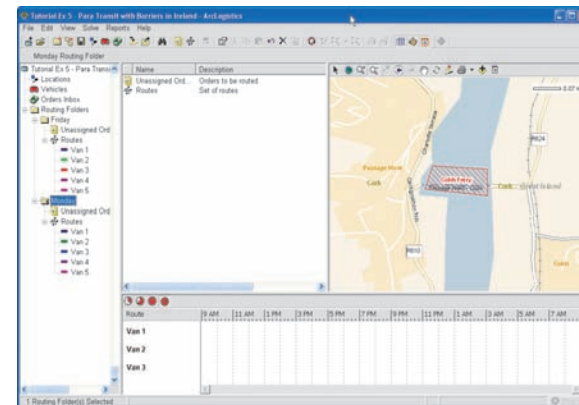 Tutorial Ex 5 - Para Transit with Barriers in Ireland - ArcLogistics
File Edit View Solve Reports Help
Monday Routing Folder
Tutorial Ex 5 - Para Transi
Locations
Vehicles
Orders Inbox
Routing Folders
Friday
Unassigned Ord
Routes
Van 1
Van 2
Van 3
Van 4
Van 5
Monday
Unassigned Ord
Routes
Van 1
Van 2
Van 3
Van 4
Van 5
Name Description
Unassigned Ord... Orders to be routed
Routes Set of routes
0.07
R624
Passage West
Cork
Cobh Ferry
Cork
Great Island
R610
Cobh
Route 9 AM 11 AM 1 PM 3 PM 5 PM 7 PM 9 PM 11 PM 1 AM 3 AM 5 AM 7 AM
Van 1
Van 2
Van 3
1 Routing Folder(s) Selected